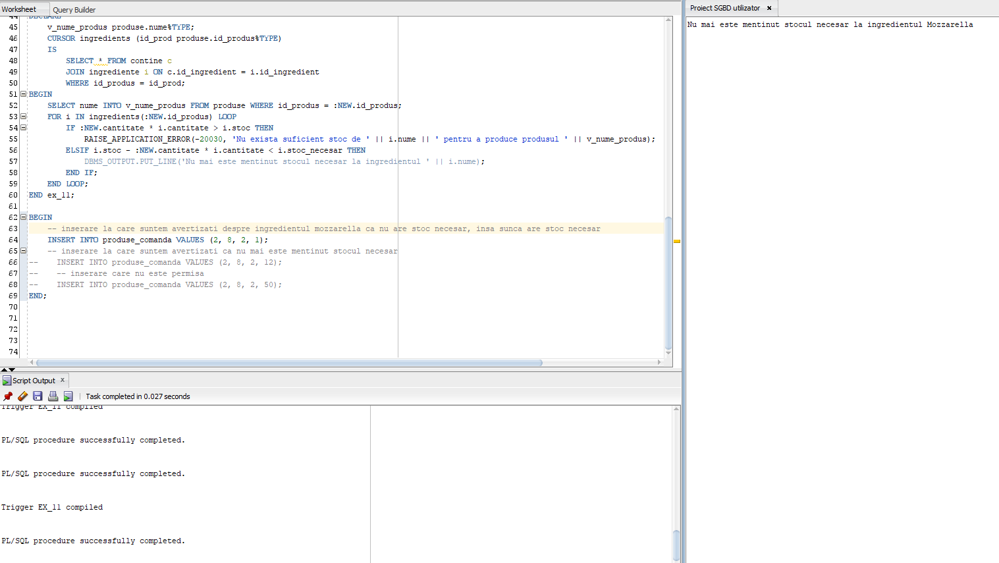 Worksheet Query Builder
44 DECLARE
45 v_nume_produs produse.nume%TYPE;
46 CURSOR ingredients (id_prod produse.id_produs%TYPE)
47 IS
48 SELECT * FROM contine c
49 JOIN ingrediente i ON c.id_ingredient = i.id_ingredient
50 WHERE id_produs = id_prod;
51 BEGIN
52 SELECT nume INTO v_nume_produs FROM produse WHERE id_produs = :NEW.id_produs;
53 FOR i IN ingredients(:NEW.id_produs) LOOP
54 IF :NEW.cantitate * i.cantitate > i.stoc THEN
55 RAISE_APPLICATION_ERROR(-20030, 'Nu exista suficient stoc de ' || i.nume || ' pentru a produce produsul ' || v_nume_produs);
56 ELSIF i.stoc - :NEW.cantitate * i.cantitate < i.stoc_necesar THEN
57 DBMS_OUTPUT.PUT_LINE('Nu mai este mentinut stocul necesar la ingredientul ' || i.nume);
58 END IF;
59 END LOOP;
60 END ex_11;
61
62 BEGIN
63 -- inserare la care suntem avertizati despre ingredientul mozzarella ca nu are stoc necesar, insa sunca are stoc necesar
64 INSERT INTO produse_comanda VALUES (2, 8, 2, 1);
65 -- inserare la care suntem avertizati ca nu mai este mentinut stocul necesar
66 -- INSERT INTO produse_comanda VALUES (2, 8, 2, 12);
67 -- -- inserare care nu este permisa
68 -- INSERT INTO produse_comanda VALUES (2, 8, 2, 50);
69 END;
70
71
72
73
74
Script Output x
Task completed in 0.027 seconds
Trigger EX_11 compiled
PL/SQL procedure successfully completed.
PL/SQL procedure successfully completed.
Trigger EX_11 compiled
PL/SQL procedure successfully completed.
Proiect SGBD utilizator x
Nu mai este mentinut stocul necesar la ingredientul Mozzarella